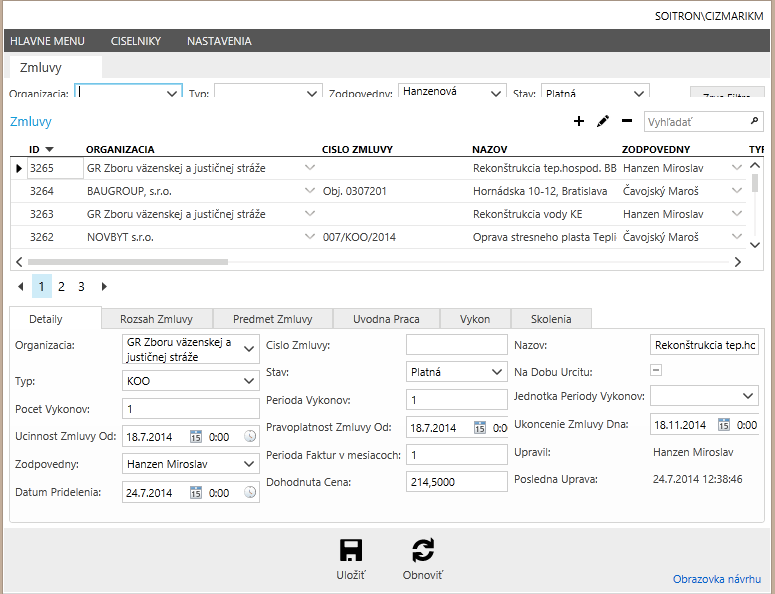 SOITRON\CIZMARIKM
HLAVNE MENU CISELNIKY NASTAVENIA
Zmluvy
Organizacia: Typ: Zodpovedny: Hanzenová Stav: Platná Zrus Filtre
Zmluvy Vyhľadať
ID ORGANIZACIA CISLO ZMLUVY NAZOV ZODPOVEDNY TYP
3265 GR Zboru väzenskej a justičnej stráže Rekonštrukcia tep.hospod. BB Hanzen Miroslav
3264 BAUGROUP, s.r.o. Obj. 0307201 Hornádska 10-12, Bratislava Čavojský Maroš
3263 GR Zboru väzenskej a justičnej stráže Rekonštrukcia vody KE Hanzen Miroslav
3262 NOVBYT s.r.o. 007/KOO/2014 Oprava stresneho plasta Tepli Čavojský Maroš
1 2 3
Detaily Rozsah Zmluvy Predmet Zmluvy Uvodna Praca Vykon Skolenia
Organizacia: GR Zboru väzenskej a justičnej stráže Cislo Zmluvy: Nazov: Rekonštrukcia tep.hc
Typ: KOO Stav: Platná Na Dobu Urcitu:
Pocet Vykonov: 1 Perioda Vykonov: 1 Jednotka Periody Vykonov:
Ucinnost Zmluvy Od: 18.7.2014 15 0:00 Pravoplatnost Zmluvy Od: 18.7.2014 15 0:0 Ukoncenie Zmluvy Dna: 18.11.2014 15 0:00
Zodpovedny: Hanzen Miroslav Perioda Faktur v mesiacoch: 1 Upravil: Hanzen Miroslav
Datum Pridelenia: 24.7.2014 15 0:00 Dohodnuta Cena: 214,5000 Posledna Uprava: 24.7.2014 12:38:46
Uložiť Obnoviť
Obrazovka návrhu